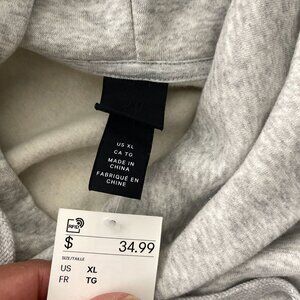 US XL
CA TG
MADE IN
CHINA
FABRIQUÉ EN
CHINE
RFID
$ 34.99
SIZE/TAILLE
US XL
FR TG